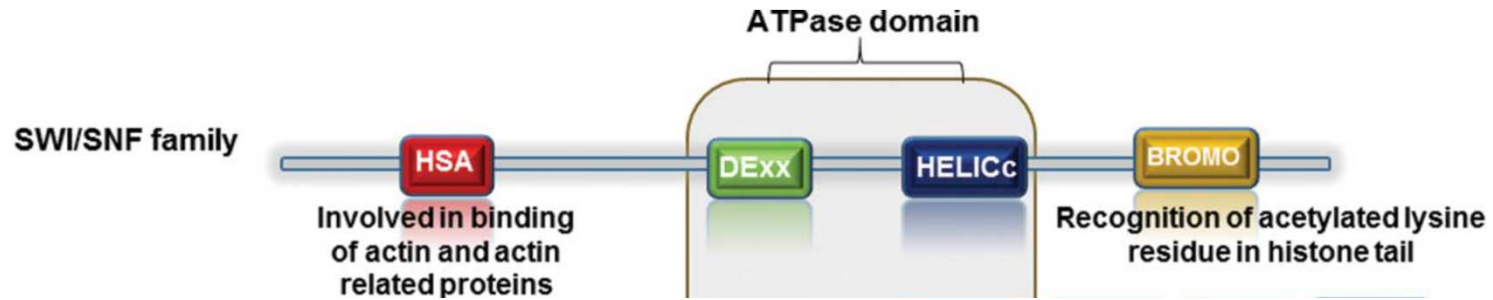 ATPase domain
SWI/SNF family
HSA
DExx
HELICc
BROMO
Involved in binding
of actin and actin
related proteins
Recognition of acetylated lysine
residue in histone tail